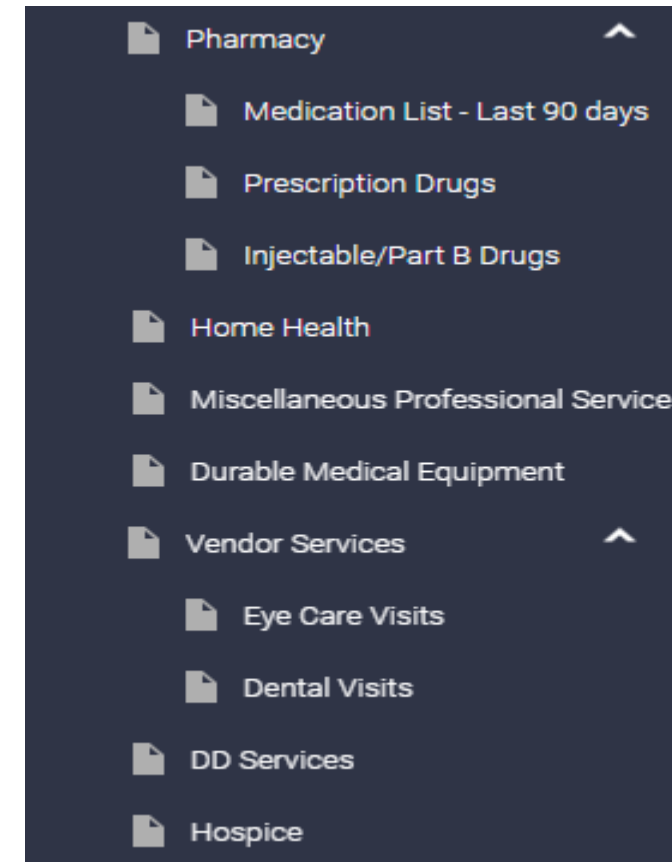 Pharmacy
Medication List - Last 90 days
Prescription Drugs
Injectable/Part B Drugs
Home Health
Miscellaneous Professional Service
Durable Medical Equipment
Vendor Services
Eye Care Visits
Dental Visits
DD Services
Hospice